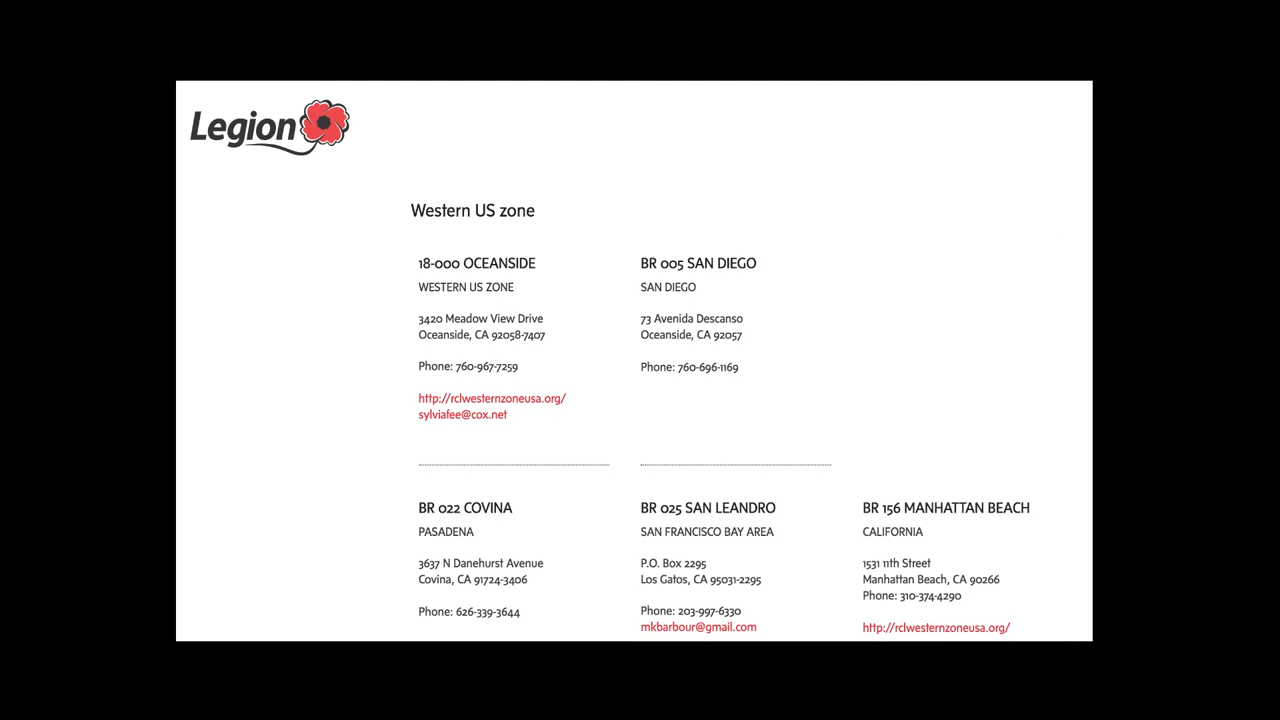 Legion
Western US zone
18-000 OCEANSIDE
WESTERN US ZONE
3420 Meadow View Drive
Oceanside, CA 92058-7407
Phone: 760-967-7259
http://rclwesternzoneusa.org/
sylviafee@cox.net
BR 005 SAN DIEGO
SAN DIEGO
73 Avenida Descanso
Oceanside, CA 92057
Phone: 760-696-1169
BR 022 COVINA
PASADENA
3637 N Danehurst Avenue
Covina, CA 91724-3406
Phone: 626-339-3644
BR 025 SAN LEANDRO
SAN FRANCISCO BAY AREA
P.O. Box 2295
Los Gatos, CA 95031-2295
Phone: 203-997-6330
mkbarbour@gmail.com
BR 156 MANHATTAN BEACH
CALIFORNIA
1531 11th Street
Manhattan Beach, CA 90266
Phone: 310-374-4290
http://rclwesternzoneusa.org/